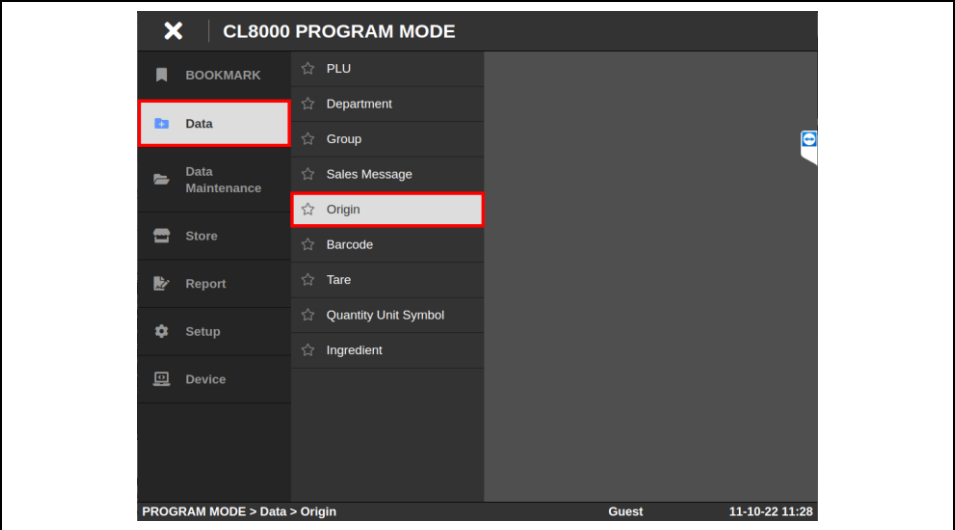 CL8000 PROGRAM MODE
BOOKMARK
Data
Data
Maintenance
Store
Report
Setup
Device
PLU
Department
Group
Sales Message
Origin
Barcode
Tare
Quantity Unit Symbol
Ingredient
PROGRAM MODE > Data > Origin
Guest
11-10-22 11:28